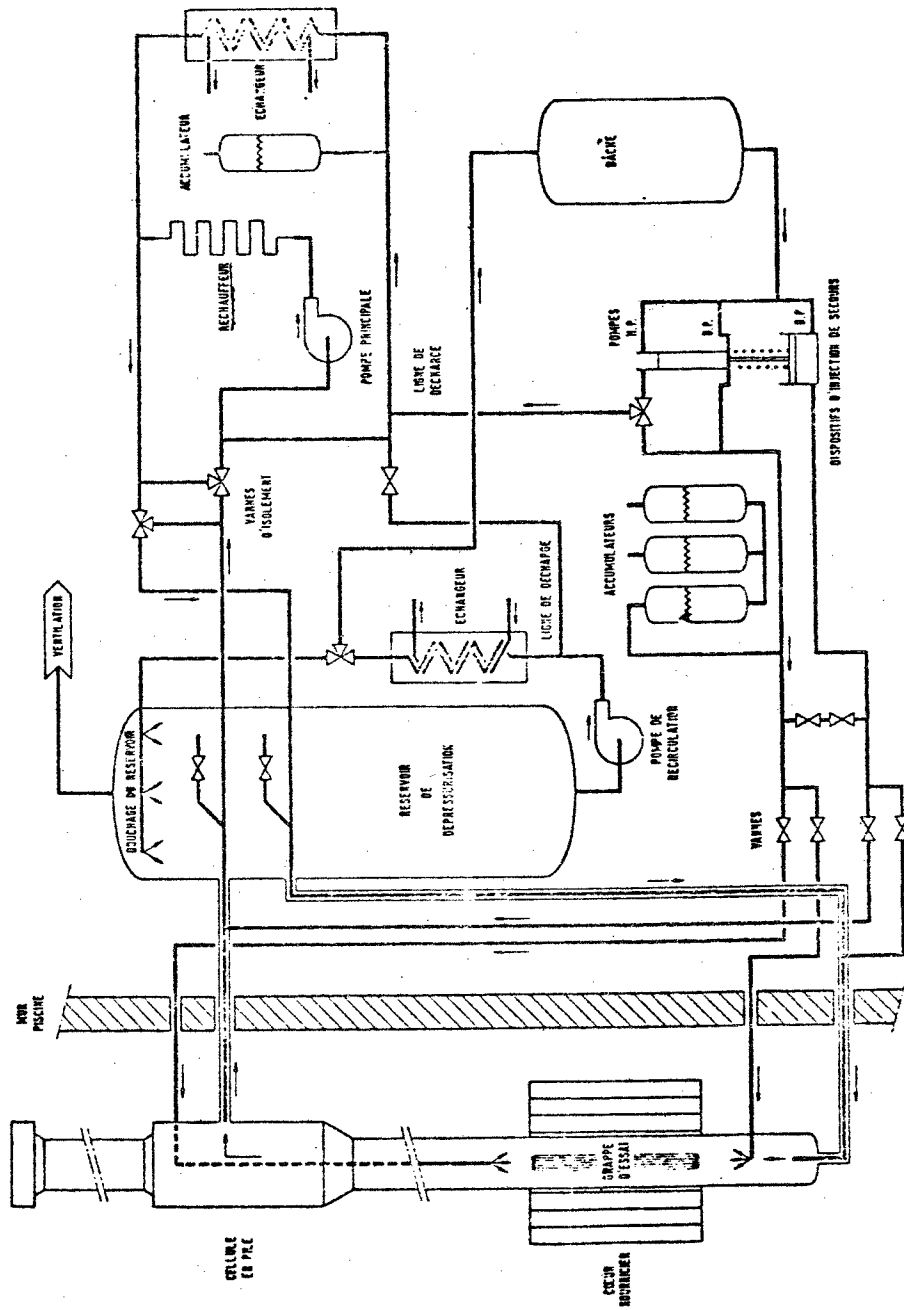 ECHANGEUR
ACCUMULATEUR
RECHAUFFEUR
POMPE PRINCIPALE
BÂCHE
LIGNE DE
DECHARGE
POMPES
H.P.
B.P.
B.P.
DISPOSITIFS D'INJECTION DE SECOURS
VANNES
D'ISOLEMENT
ACCUMULATEURS
VENTILATION
ECHANGEUR
LIGNE DE DECHARGE
DOUCHAGE DU RESERVOIR
RESERVOIR
DE
DEPRESSURISATION
POMPE DE
RECIRCULATION
VANNES
MUR
PISCINE
CELLULE
EN PILE
GRAPPE
D'ESSAI
CŒUR
NOURRICIER